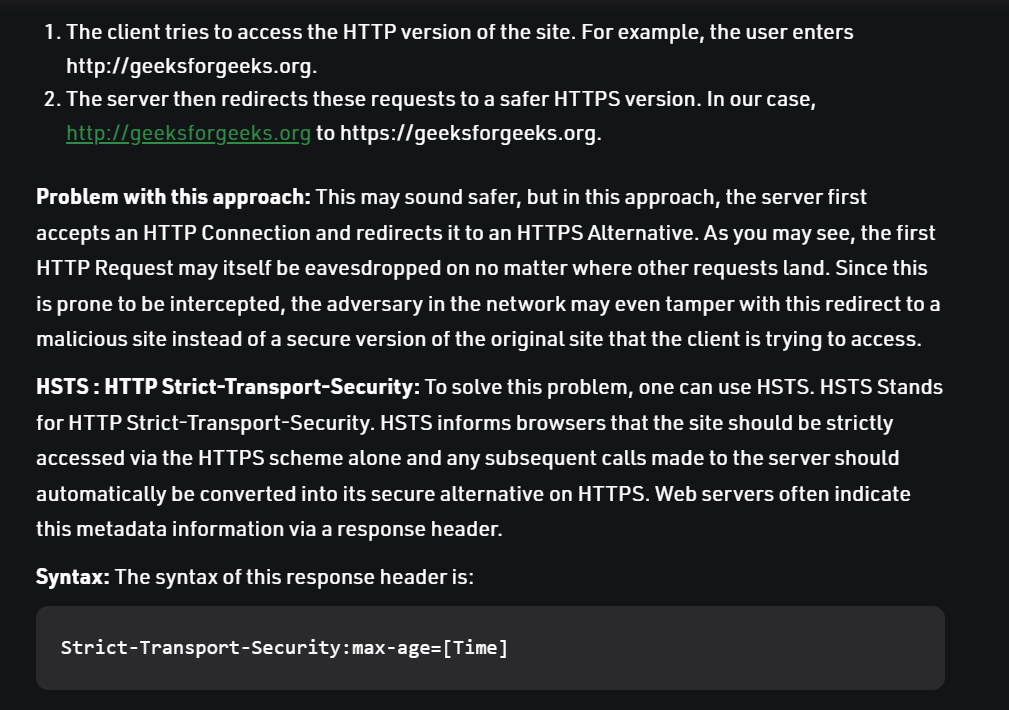 1. The client tries to access the HTTP version of the site. For example, the user enters
http://geeksforgeeks.org.
2. The server then redirects these requests to a safer HTTPS version. In our case,
http://geeksforgeeks.org to https://geeksforgeeks.org.
Problem with this approach: This may sound safer, but in this approach, the server first
accepts an HTTP Connection and redirects it to an HTTPS Alternative. As you may see, the first
HTTP Request may itself be eavesdropped on no matter where other requests land. Since this
is prone to be intercepted, the adversary in the network may even tamper with this redirect to a
malicious site instead of a secure version of the original site that the client is trying to access.
HSTS : HTTP Strict-Transport-Security: To solve this problem, one can use HSTS. HSTS Stands
for HTTP Strict-Transport-Security. HSTS informs browsers that the site should be strictly
accessed via the HTTPS scheme alone and any subsequent calls made to the server should
automatically be converted into its secure alternative on HTTPS. Web servers often indicate
this metadata information via a response header.
Syntax: The syntax of this response header is:
Strict-Transport-Security:max-age=[Time]